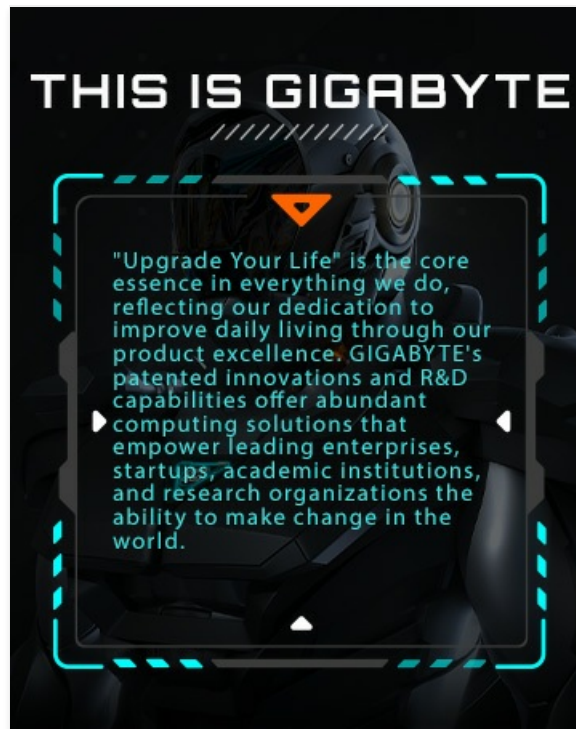 THIS IS GIGABYTE
"Upgrade Your Life" is the core
essence in everything we do,
reflecting our dedication to
improve daily living through our
product excellence. GIGABYTE's
patented innovations and R&D
capabilities offer abundant
computing solutions that
empower leading enterprises,
startups, academic institutions,
and research organizations the
ability to make change in the
world.